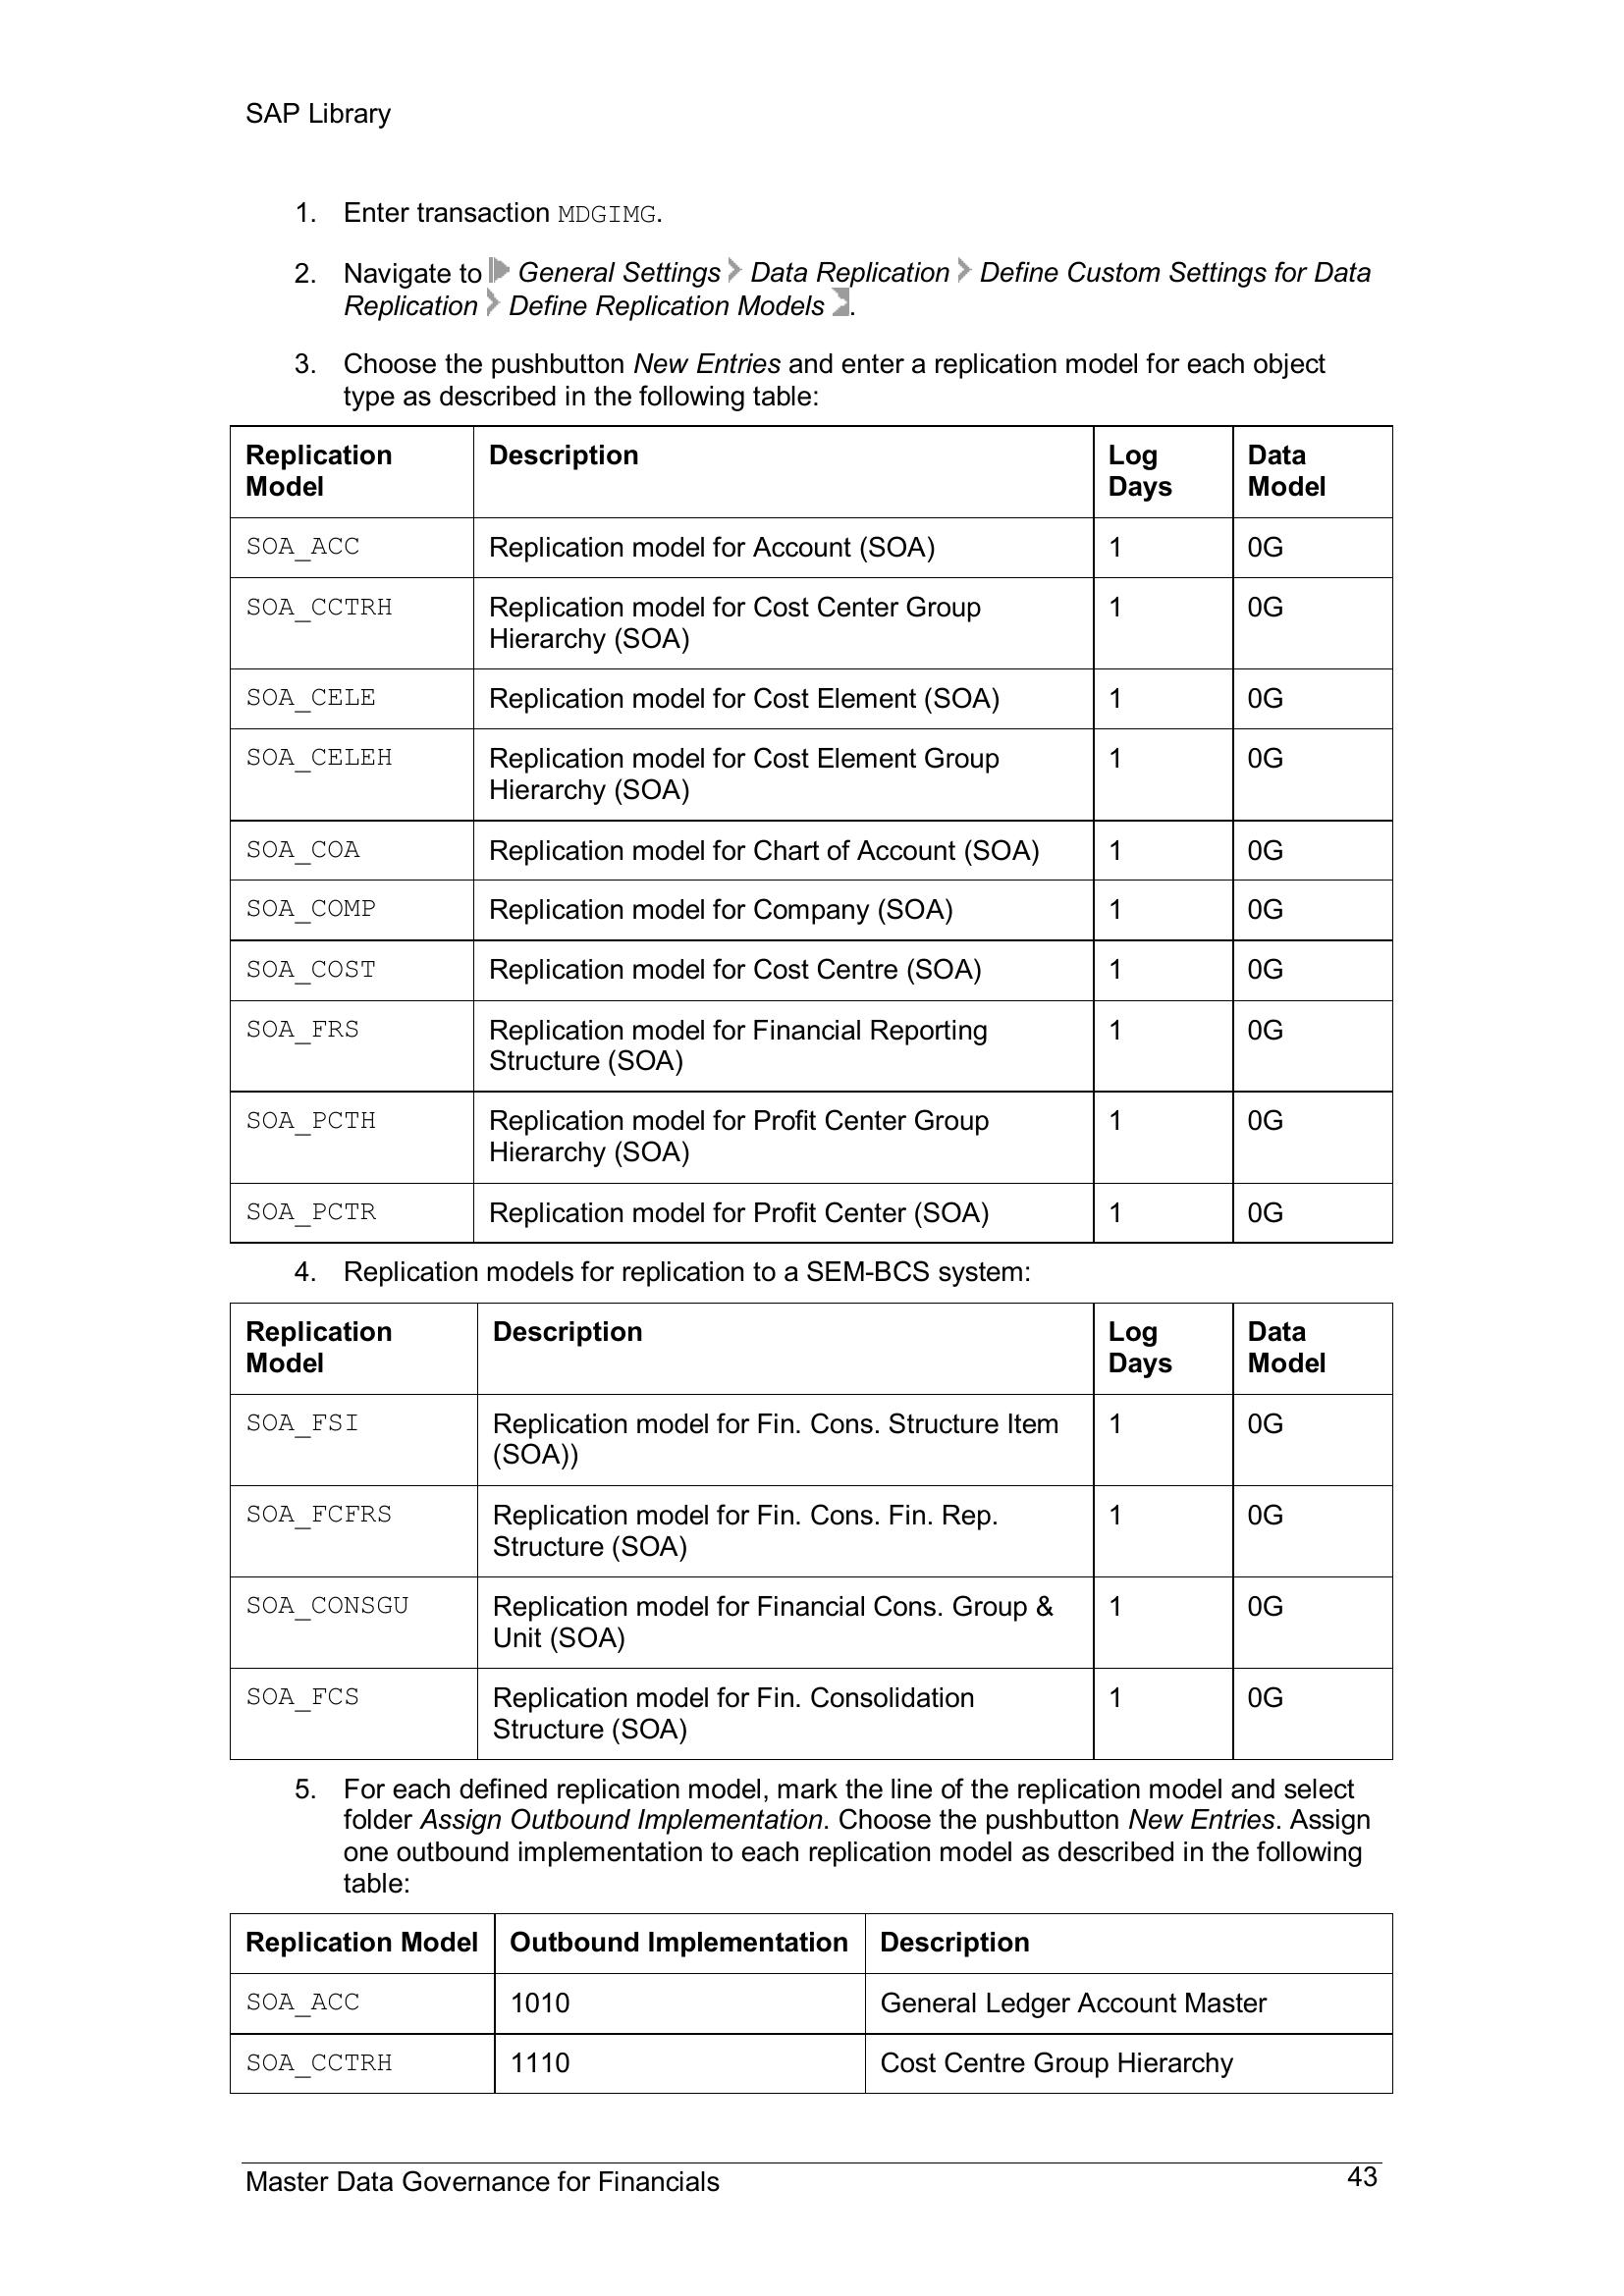 SAP Library
1. Enter transaction MDGIMG.
2. Navigate to General Settings Data Replication Define Custom Settings for Data
Replication Define Replication Models .
3. Choose the pushbutton New Entries and enter a replication model for each object
type as described in the following table:
Replication Model Description Log Days Data Model
SOA_ACC Replication model for Account (SOA) 1 0G
SOA_CCTRH Replication model for Cost Center Group 1 0G
Hierarchy (SOA)
SOA_CELE Replication model for Cost Element (SOA) 1 0G
SOA_CELEH Replication model for Cost Element Group 1 0G
Hierarchy (SOA)
SOA_COA Replication model for Chart of Account (SOA) 1 0G
SOA_COMP Replication model for Company (SOA) 1 0G
SOA_COST Replication model for Cost Centre (SOA) 1 0G
SOA_FRS Replication model for Financial Reporting 1 0G
Structure (SOA)
SOA_PCTH Replication model for Profit Center Group 1 0G
Hierarchy (SOA)
SOA_PCTR Replication model for Profit Center (SOA) 1 0G
4. Replication models for replication to a SEM-BCS system:
Replication Model Description Log Days Data Model
SOA_FSI Replication model for Fin. Cons. Structure Item 1 0G
(SOA))
SOA_FCFRS Replication model for Fin. Cons. Fin. Rep. 1 0G
Structure (SOA)
SOA_CONSGU Replication model for Financial Cons. Group & 1 0G
Unit (SOA)
SOA_FCS Replication model for Fin. Consolidation 1 0G
Structure (SOA)
5. For each defined replication model, mark the line of the replication model and select
folder Assign Outbound Implementation. Choose the pushbutton New Entries. Assign
one outbound implementation to each replication model as described in the following
table:
Replication Model Outbound Implementation Description
SOA_ACC 1010 General Ledger Account Master
SOA_CCTRH 1110 Cost Centre Group Hierarchy
Master Data Governance for Financials 43